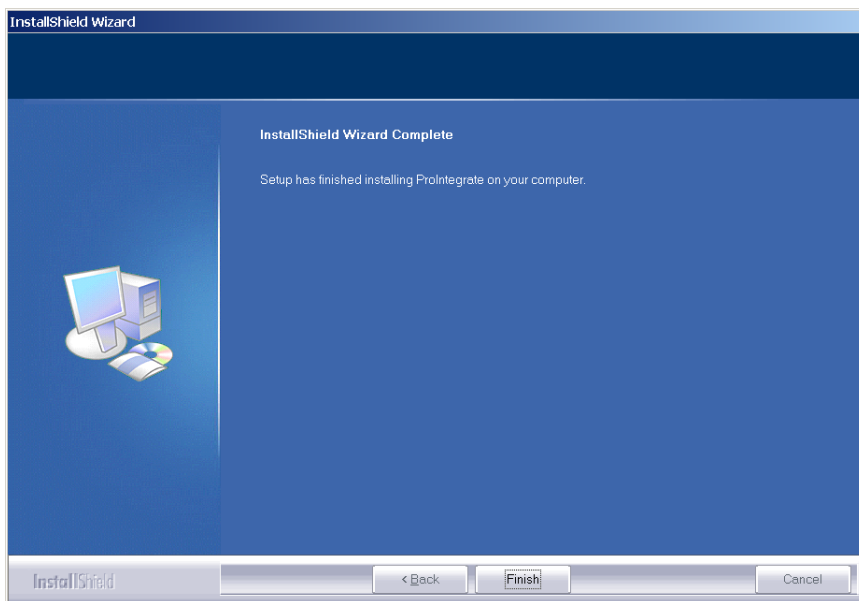 InstallShield Wizard
InstallShield Wizard Complete
Setup has finished installing ProIntegrate on your computer.
InstallShield
< Back
Finish
Cancel